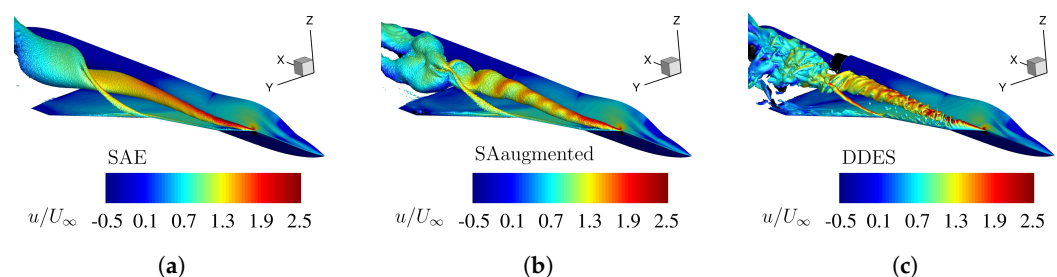 Z
X
Y
SAE
u/U∞
-0.5 0.1 0.7 1.3 1.9 2.5
(a)
Z
X
Y
SAaugmented
u/U∞
-0.5 0.1 0.7 1.3 1.9 2.5
(b)
Z
X
Y
DDES
u/U∞
-0.5 0.1 0.7 1.3 1.9 2.5
(c)